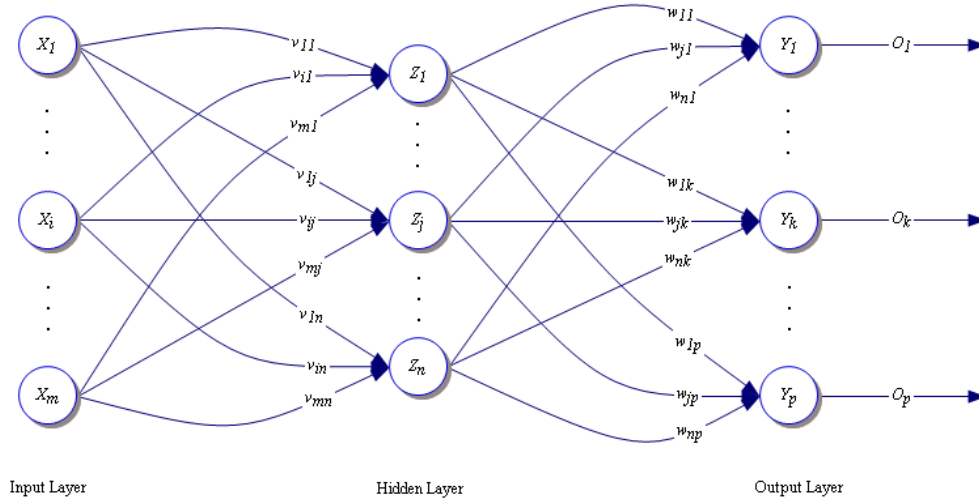 X1
Xi
Xm
v11
vi1
vm1
v1j
vij
vmj
v1n
vin
vmn
Z1
Zj
Zn
w11
wj1
wn1
w1k
wjk
wnk
w1p
wjp
wnp
Y1
Yk
Yp
O1
Ok
Op
Input Layer
Hidden Layer
Output Layer